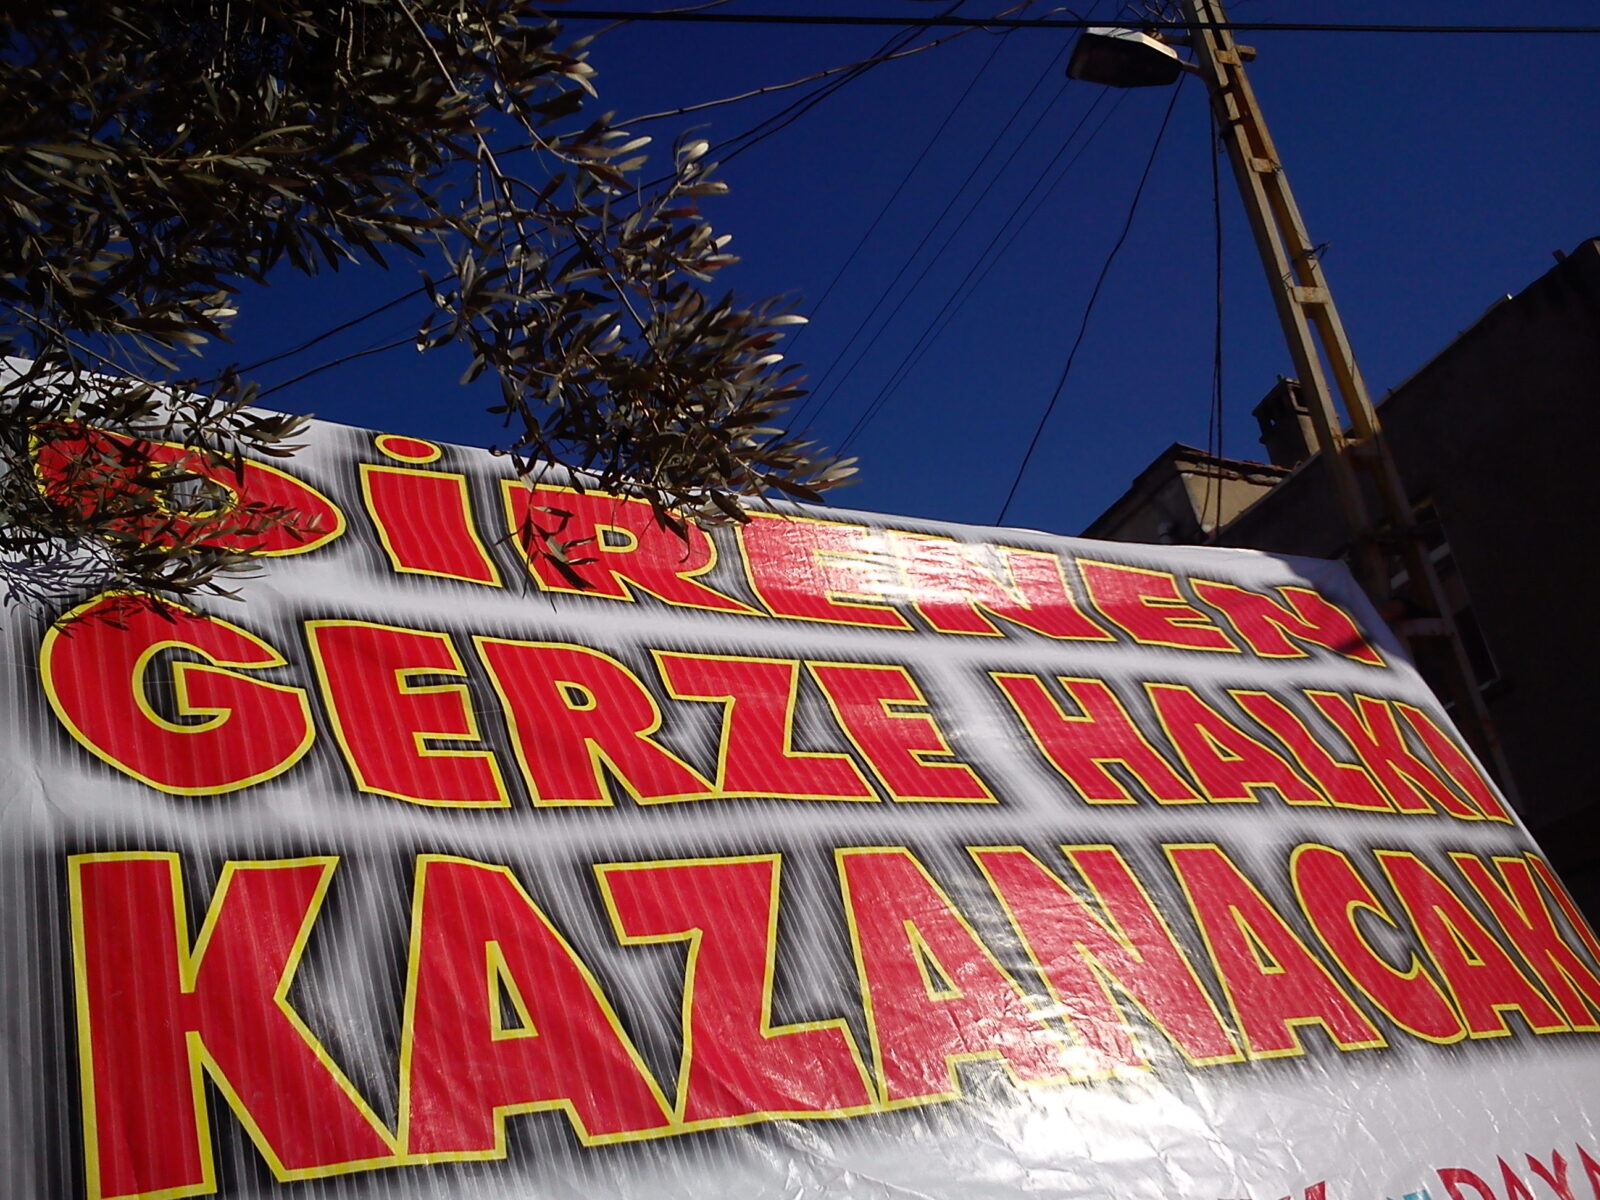 DİRENEN
GERZE HALKI
KAZANACAK!